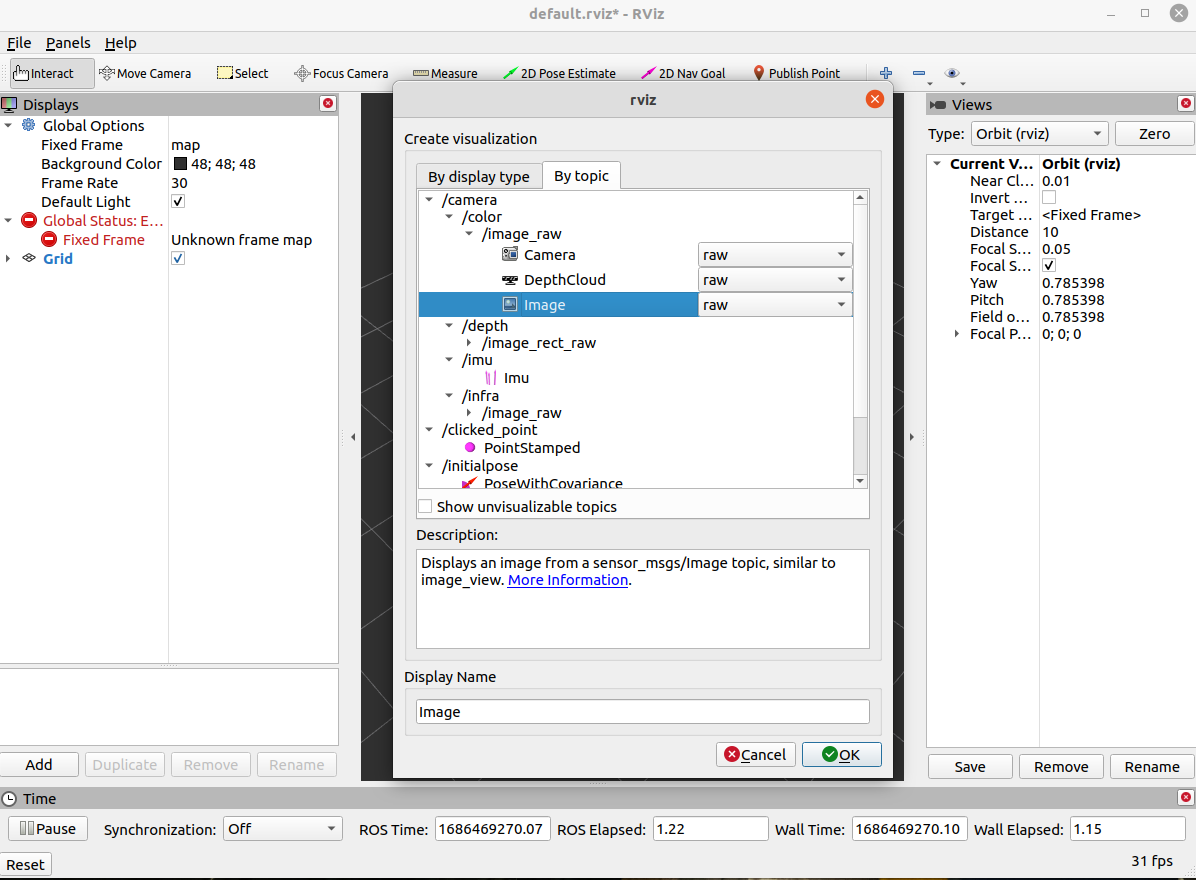 default.rviz* - RViz
File Panels Help
Interact Move Camera Select Focus Camera Measure 2D Pose Estimate 2D Nav Goal Publish Point
Displays
Global Options
Fixed Frame map
Background Color 48; 48; 48
Frame Rate 30
Default Light
Global Status: E...
Fixed Frame Unknown frame map
Grid
Add Duplicate Remove Rename
rviz
Create visualization
By display type By topic
/camera
/color
/image_raw
Camera raw
DepthCloud raw
Image raw
/depth
/image_rect_raw
/imu
Imu
/infra
/image_raw
/clicked_point
PointStamped
/initialpose
PoseWithCovariance
Show unvisualizable topics
Description:
Displays an image from a sensor_msgs/Image topic, similar to
image_view. More Information.
Display Name
Image
Cancel OK
Views
Type: Orbit (rviz) Zero
Current V... Orbit (rviz)
Near Cl... 0.01
Invert ...
Target ... <Fixed Frame>
Distance 10
Focal S... 0.05
Focal S...
Yaw 0.785398
Pitch 0.785398
Field o... 0.785398
Focal P... 0; 0; 0
Save Remove Rename
Time
Pause Synchronization: Off ROS Time: 1686469270.07 ROS Elapsed: 1.22 Wall Time: 1686469270.10 Wall Elapsed: 1.15
Reset 31 fps